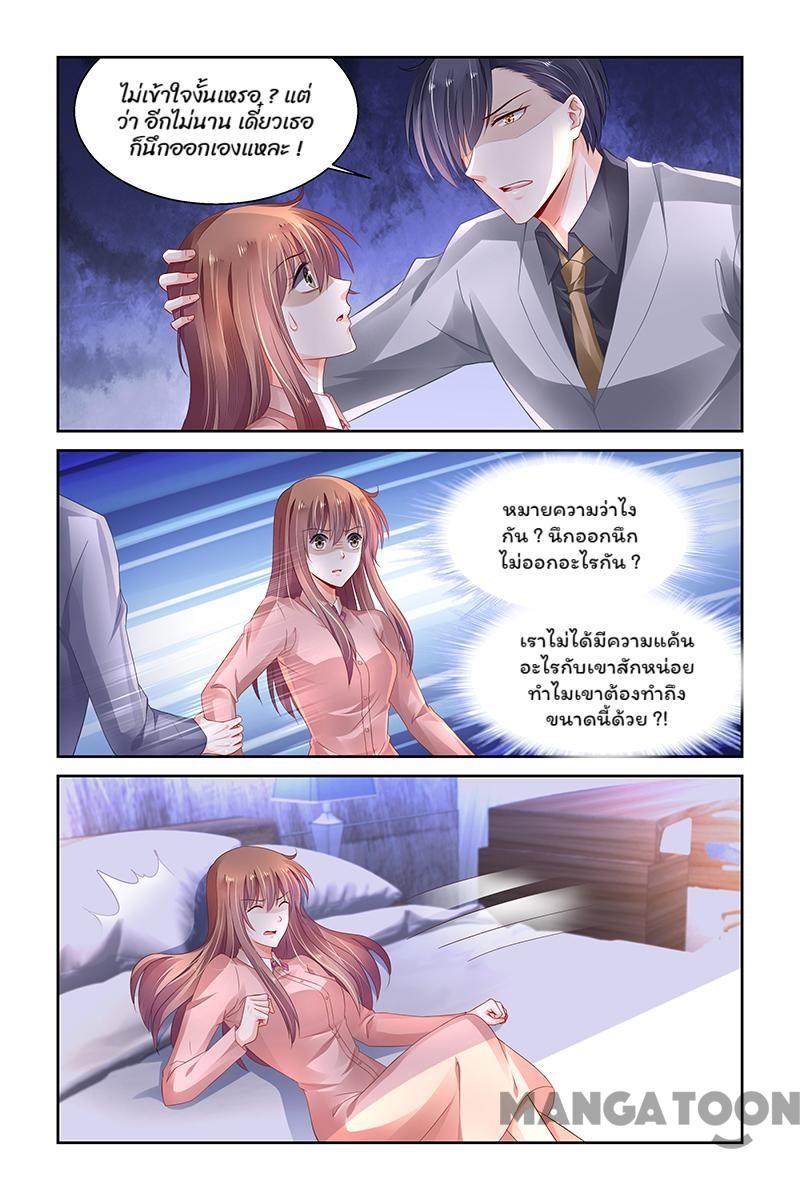 ไม่เข้าใจงั้นเหรอ ? แต่
ว่า อีกไม่นาน เดี๋ยวเธอ
ก็นึกออกเองแหละ !
หมายความว่าไง
กัน ? นึกออกนึก
ไม่ออกอะไรกัน ?
เราไม่ได้มีความแค้น
อะไรกับเขาสักหน่อย
ทำไมเขาต้องทำถึง
ขนาดนี้ด้วย ?!
MANGATOON